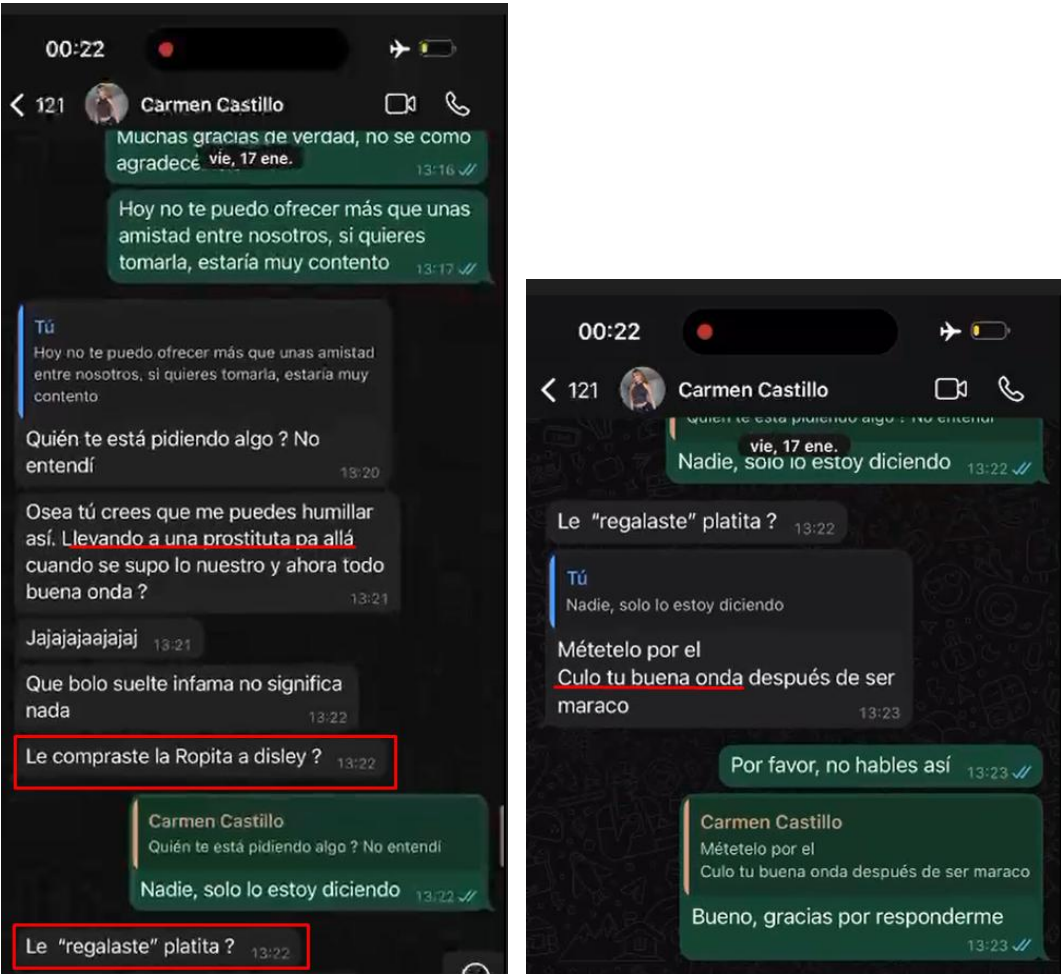 00:22
121
Carmen Castillo
Muchas gracias de verdad, no sé cómo
agradecé
vie, 17 ene.
13:16
Hoy no te puedo ofrecer más que unas
amistad entre nosotros, si quieres
tomarla, estaría muy contento
13:17
Tú
Hoy no te puedo ofrecer más que unas amistad
entre nosotros, si quieres tomarla, estaría muy
contento
Quién te está pidiendo algo ? No
entendí
13:20
Osea tú crees que me puedes humillar
así. Llevando a una prostituta pa allá
cuando se supo lo nuestro y ahora todo
buena onda ?
13:21
Jajajajaajajaj 13:21
Que bolo suelte infama no significa
nada
13:22
Le compraste la Ropita a disley ? 13:22
Carmen Castillo
Quién te está pidiendo algo ? No entendí
Nadie, solo lo estoy diciendo 13:22
Le “regalaste” platita ? 13:22
00:22
121
Carmen Castillo
Quién te está pidiendo algo ? No entendí
vie, 17 ene.
Nadie, solo lo estoy diciendo 13:22
Le “regalaste” platita ? 13:22
Tú
Nadie, solo lo estoy diciendo
Métetelo por el
Culo tu buena onda después de ser
maraco
13:23
Por favor, no hables así 13:23
Carmen Castillo
Métetelo por el
Culo tu buena onda después de ser maraco
Bueno, gracias por responderme
13:23